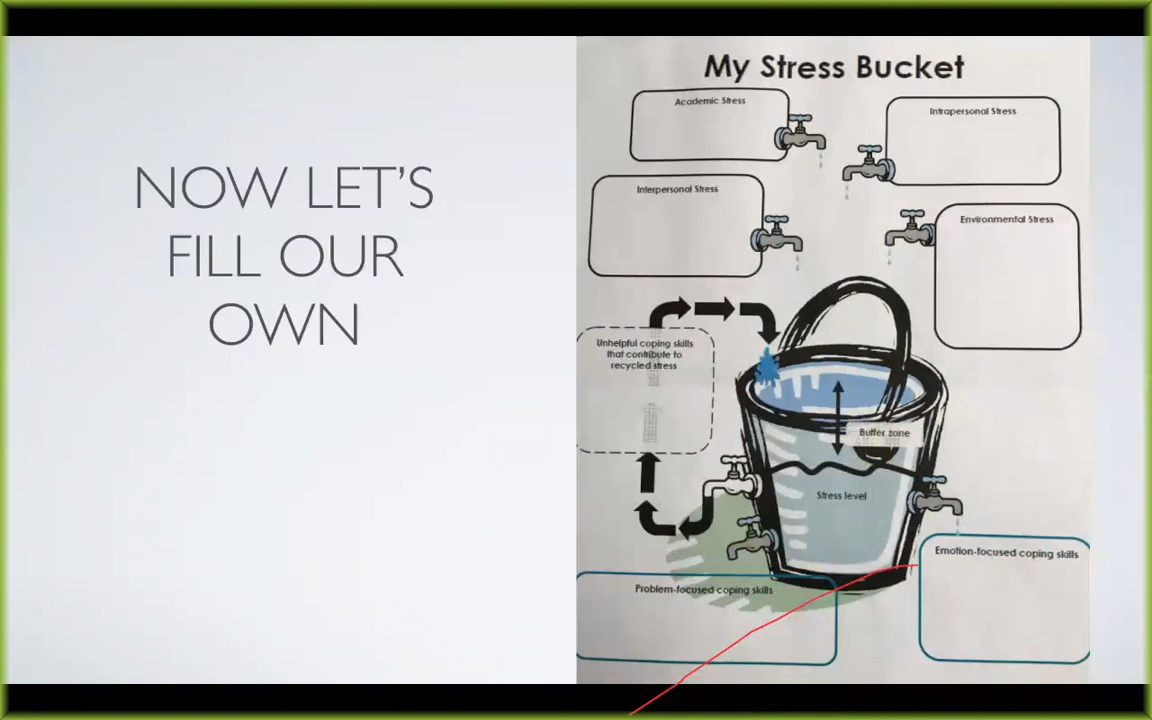 NOW LET'S
FILL OUR
OWN
My Stress Bucket
Academic Stress
Intrapersonal Stress
Interpersonal Stress
Environmental Stress
Unhelpful coping skills
that contribute to
recycled stress
Buffer zone
Stress level
Emotion-focused coping skills
Problem-focused coping skills